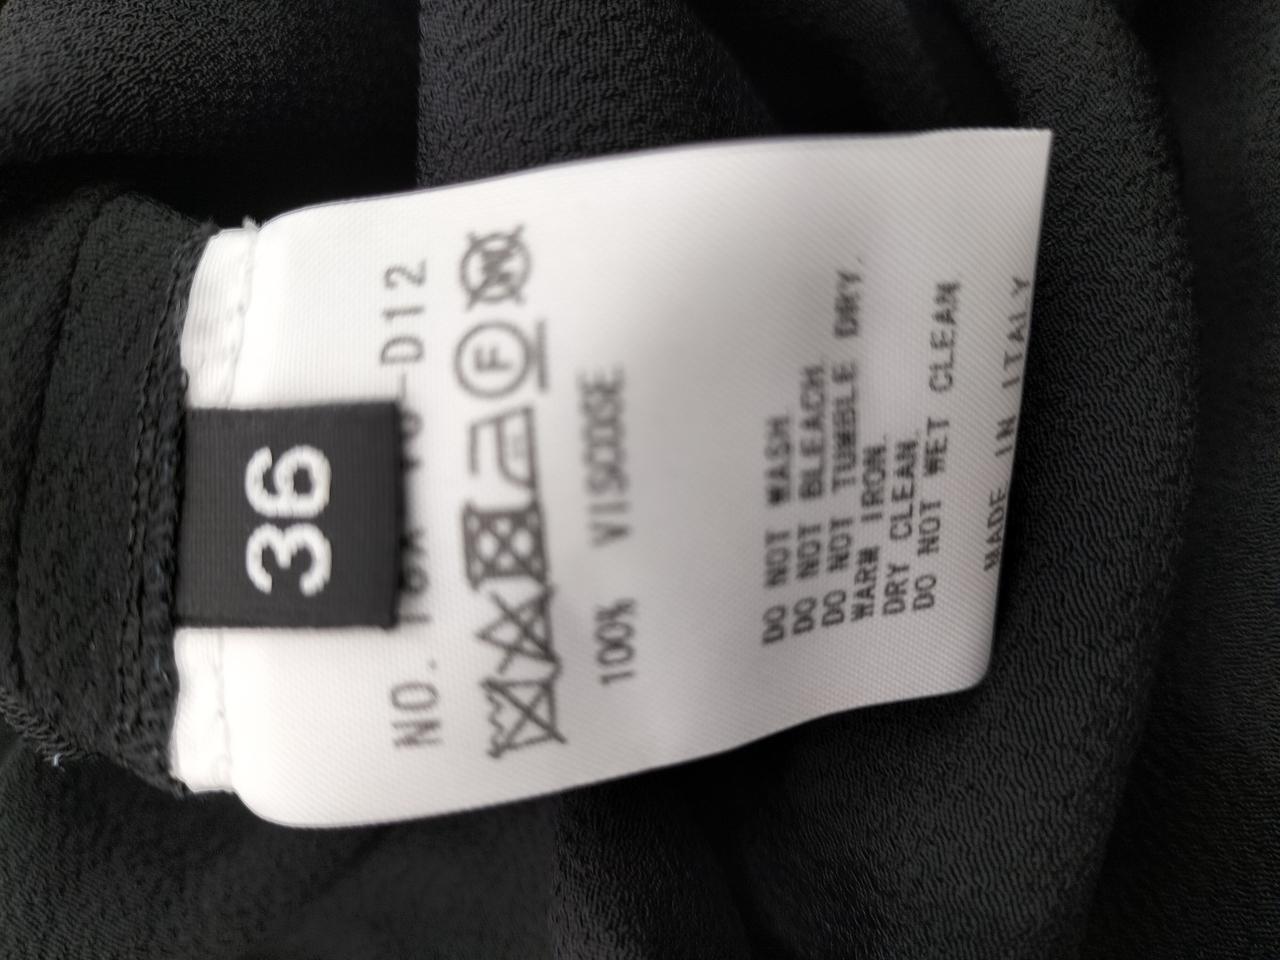 36
NO. D12
F W
100% VISCOSE
DO NOT WASH.
DO NOT BLEACH.
DO NOT TUMBLE DRY.
WARM IRON.
DRY CLEAN.
DO NOT WET CLEAN
MADE IN ITALY